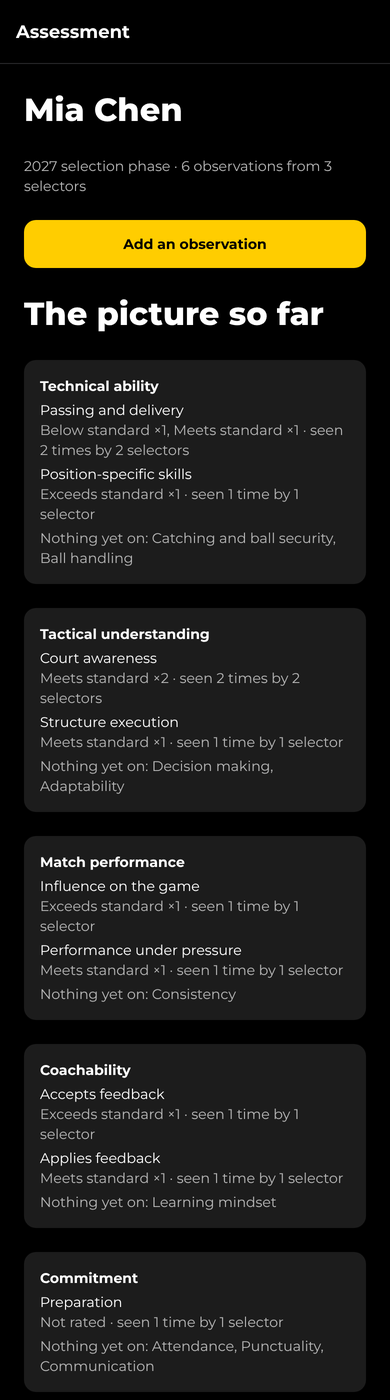 Assessment
Mia Chen
2027 selection phase · 6 observations from 3
selectors
Add an observation
The picture so far
Technical ability
Passing and delivery
Below standard ×1, Meets standard ×1 · seen
2 times by 2 selectors
Position-specific skills
Exceeds standard ×1 · seen 1 time by 1
selector
Nothing yet on: Catching and ball security,
Ball handling
Tactical understanding
Court awareness
Meets standard ×2 · seen 2 times by 2
selectors
Structure execution
Meets standard ×1 · seen 1 time by 1 selector
Nothing yet on: Decision making,
Adaptability
Match performance
Influence on the game
Exceeds standard ×1 · seen 1 time by 1
selector
Performance under pressure
Meets standard ×1 · seen 1 time by 1 selector
Nothing yet on: Consistency
Coachability
Accepts feedback
Exceeds standard ×1 · seen 1 time by 1
selector
Applies feedback
Meets standard ×1 · seen 1 time by 1 selector
Nothing yet on: Learning mindset
Commitment
Preparation
Not rated · seen 1 time by 1 selector
Nothing yet on: Attendance, Punctuality,
Communication